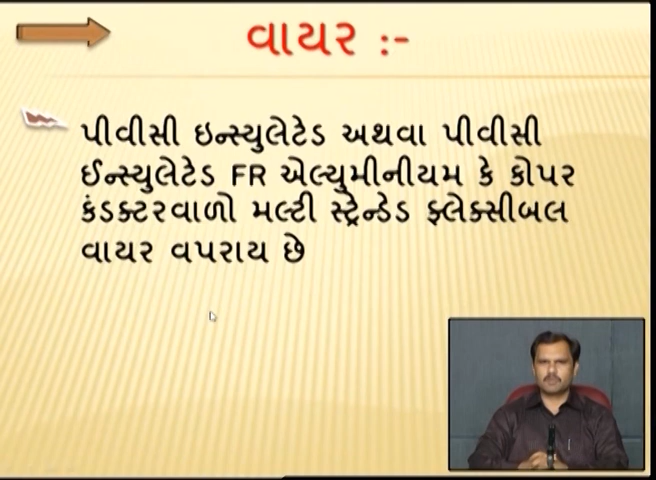 વાયર :-
પીવીસી ઇન્સ્યુલેટેડ અથવા પીવીસી
ઈન્સ્યુલેટેડ FR એલ્યુમીનીયમ કે કોપર
કંડક્ટરવાળો મલ્ટી સ્ટ્રેન્ડેડ ફ્લેક્સીબલ
વાયર વપરાય છે